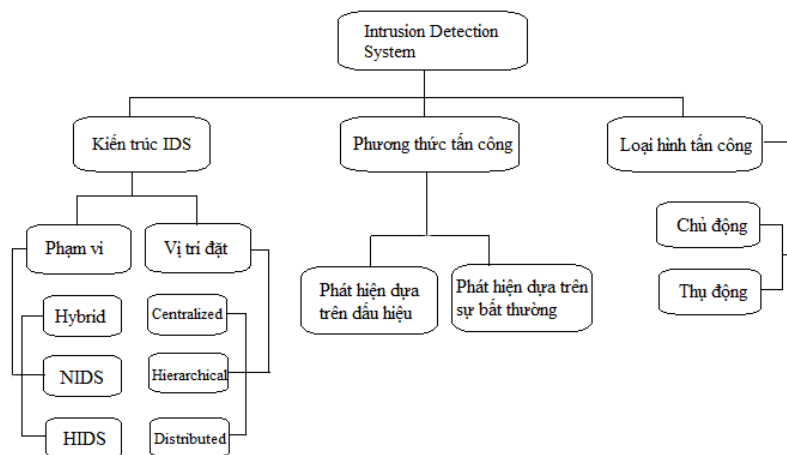 Intrusion Detection
System
Kiến trúc IDS
Phương thức tấn công
Loại hình tấn công
Phạm vi
Vị trí đặt
Chủ động
Phát hiện dựa
trên dấu hiệu
Phát hiện dựa trên
sự bất thường
Thụ động
Hybrid
Centralized
NIDS
Hierarchical
HIDS
Distributed